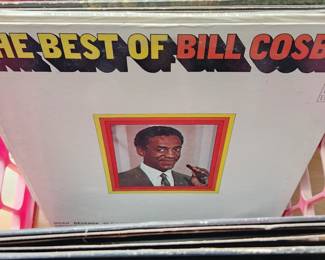 HE BEST OF BILL COSB